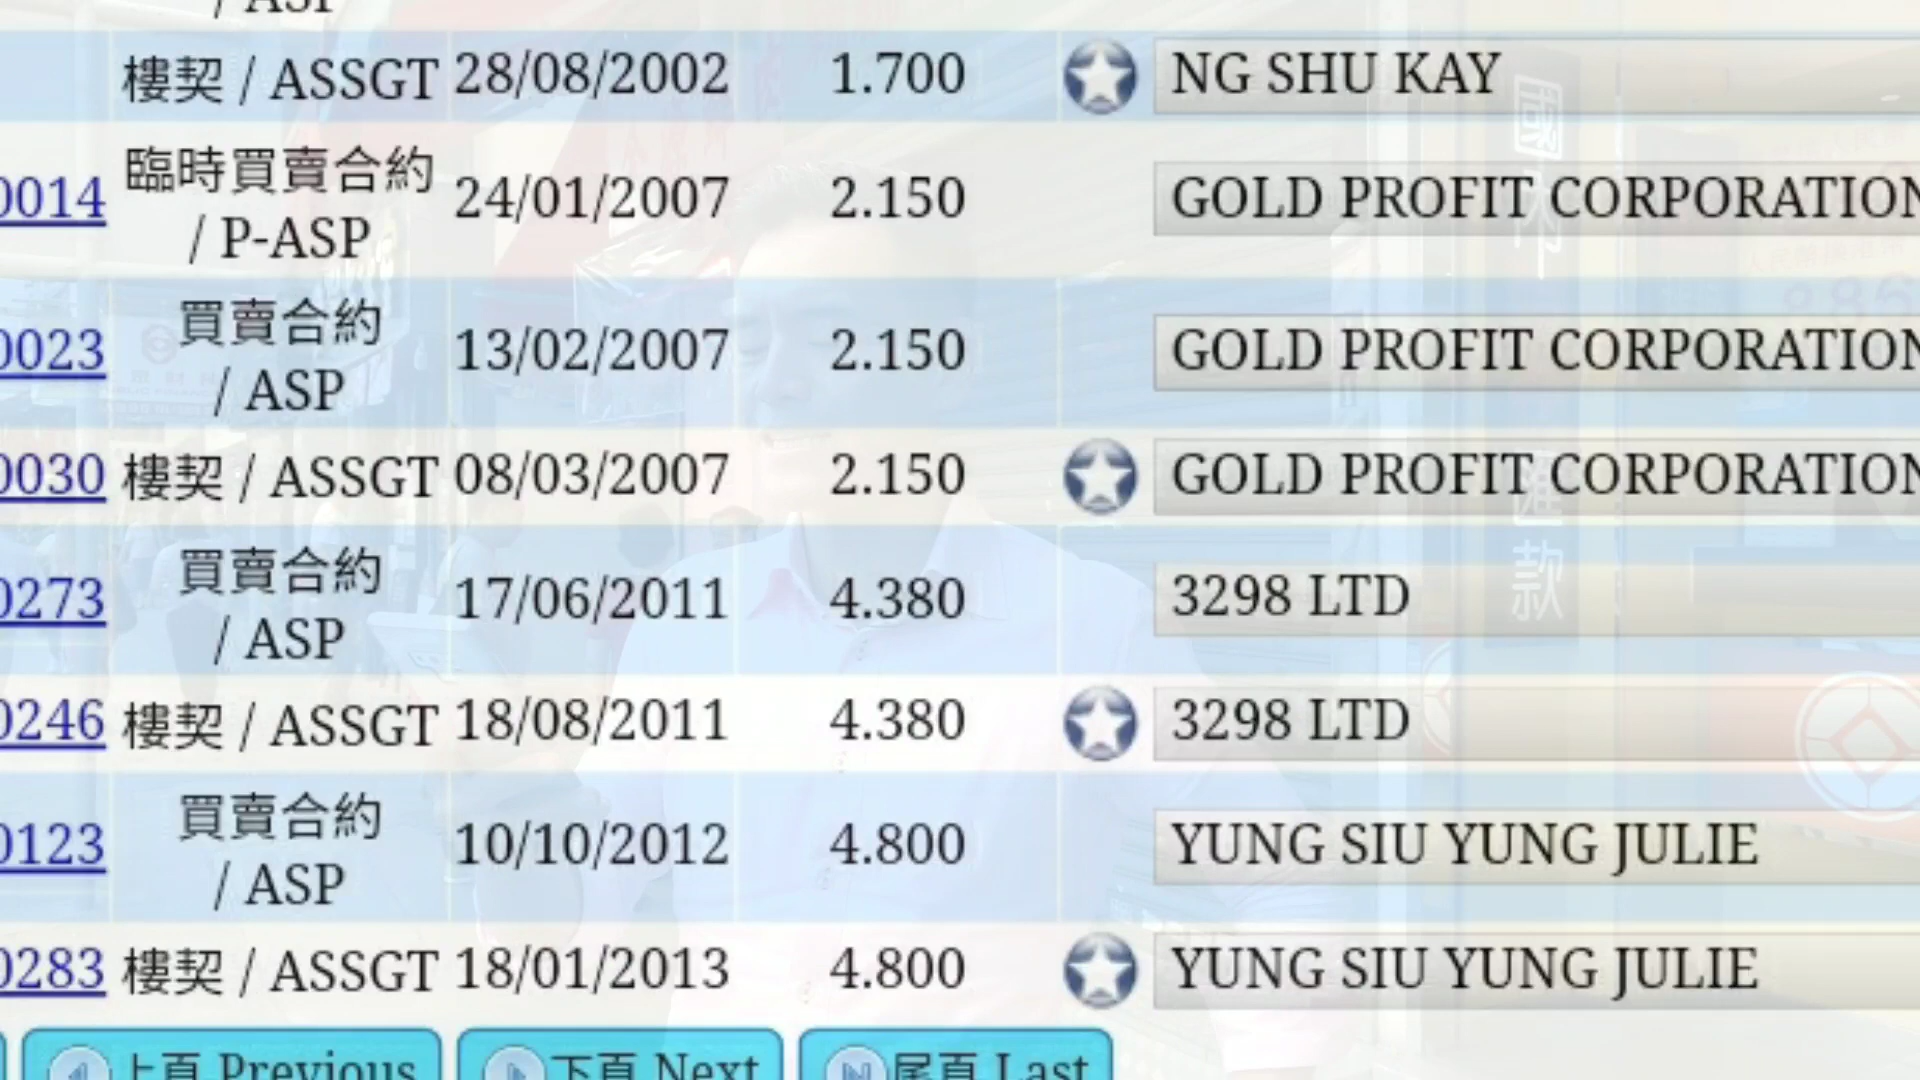 / ASP
樓契 / ASSGT 28/08/2002 1.700 NG SHU KAY
0014 臨時買賣合約 / P-ASP 24/01/2007 2.150 GOLD PROFIT CORPORATION
0023 買賣合約 / ASP 13/02/2007 2.150 GOLD PROFIT CORPORATION
0030 樓契 / ASSGT 08/03/2007 2.150 GOLD PROFIT CORPORATION
0273 買賣合約 / ASP 17/06/2011 4.380 3298 LTD
0246 樓契 / ASSGT 18/08/2011 4.380 3298 LTD
0123 買賣合約 / ASP 10/10/2012 4.800 YUNG SIU YUNG JULIE
0283 樓契 / ASSGT 18/01/2013 4.800 YUNG SIU YUNG JULIE
上頁 Previous 下頁 Next 尾頁 Last